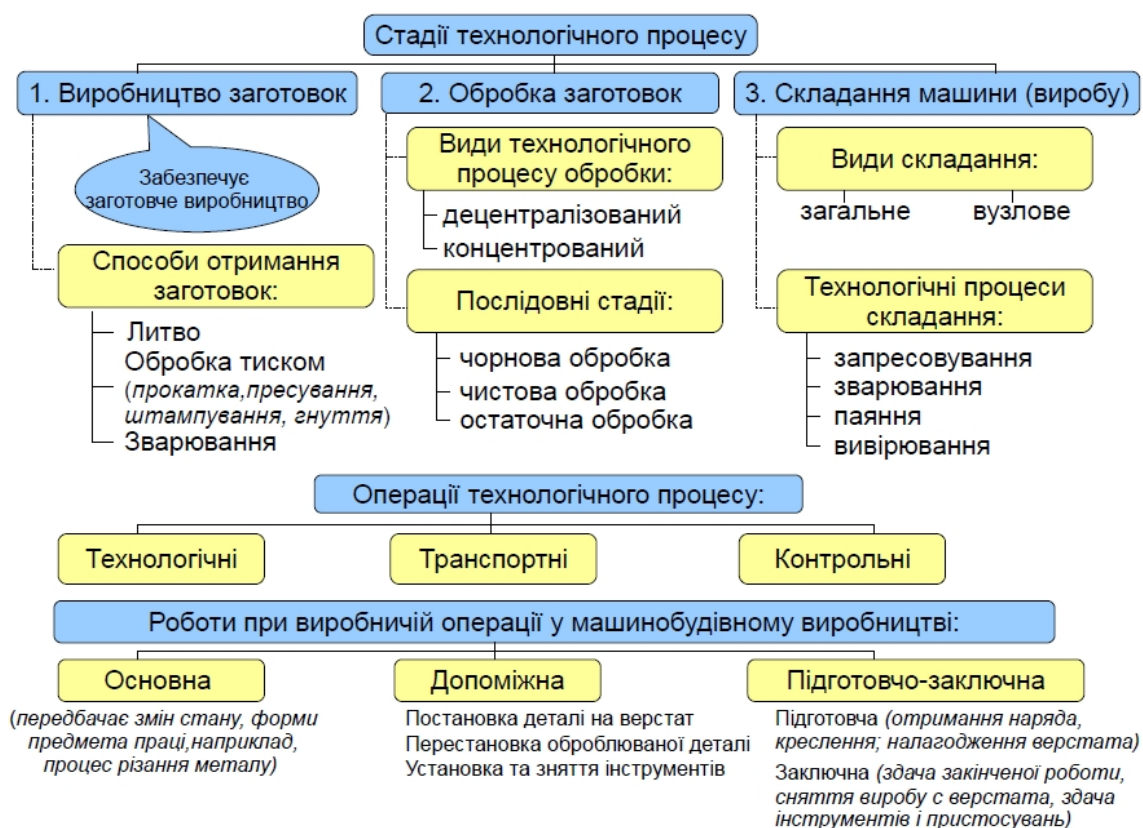 Стадії технологічного процесу
1. Виробництво заготовок
Забезпечує
заготовче виробництво
Способи отримання
заготовок:
Литво
Обробка тиском
(прокатка,пресування,
штампування, гнуття)
Зварювання
2. Обробка заготовок
Види технологічного
процесу обробки:
децентралізований
концентрований
Послідовні стадії:
чорнова обробка
чистова обробка
остаточна обробка
3. Складання машини (виробу)
Види складання:
загальне вузлове
Технологічні процеси
складання:
запресовування
зварювання
паяння
вивірювання
Операції технологічного процесу:
Технологічні
Транспортні
Контрольні
Роботи при виробничій операції у машинобудівному виробництві:
Основна
(передбачає змін стану, форми
предмета праці,наприклад,
процес різання металу)
Допоміжна
Постановка деталі на верстат
Перестановка оброблюваної деталі
Установка та зняття інструментів
Підготовчо-заключна
Підготовча (отримання наряда,
креслення; налагодження верстата)
Заключна (здача закінченої роботи,
сняття виробу с верстата, здача
інструментів і пристосувань)